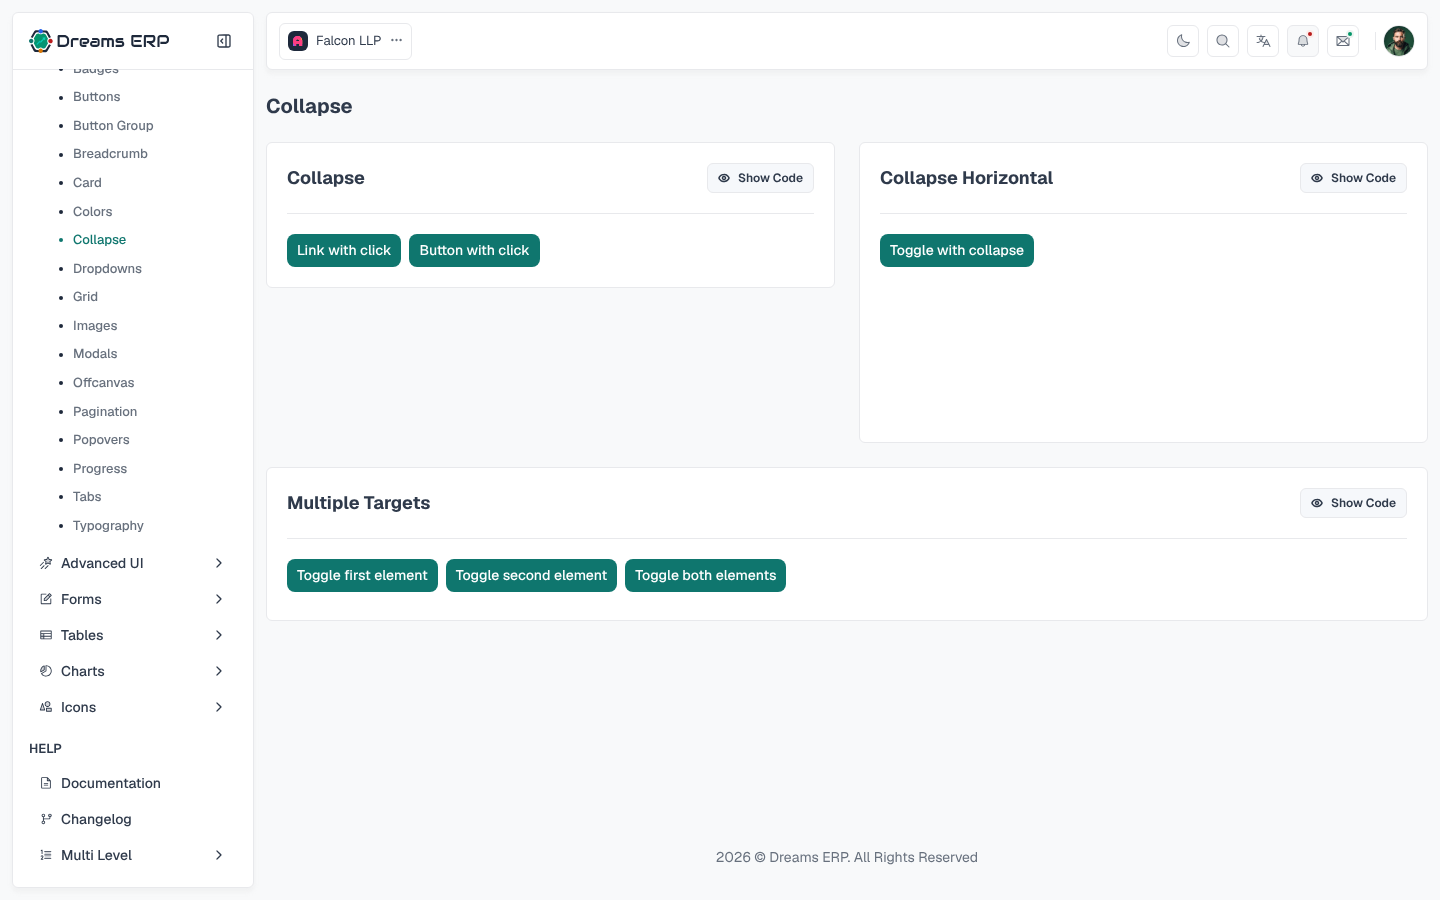 Dreams ERP
Falcon LLP
Badges
Buttons
Button Group
Breadcrumb
Card
Colors
Collapse
Dropdowns
Grid
Images
Modals
Offcanvas
Pagination
Popovers
Progress
Tabs
Typography
Advanced UI
Forms
Tables
Charts
Icons
HELP
Documentation
Changelog
Multi Level
Collapse
Collapse
Show Code
Link with click
Button with click
Collapse Horizontal
Show Code
Toggle with collapse
Multiple Targets
Show Code
Toggle first element
Toggle second element
Toggle both elements
2026 © Dreams ERP. All Rights Reserved